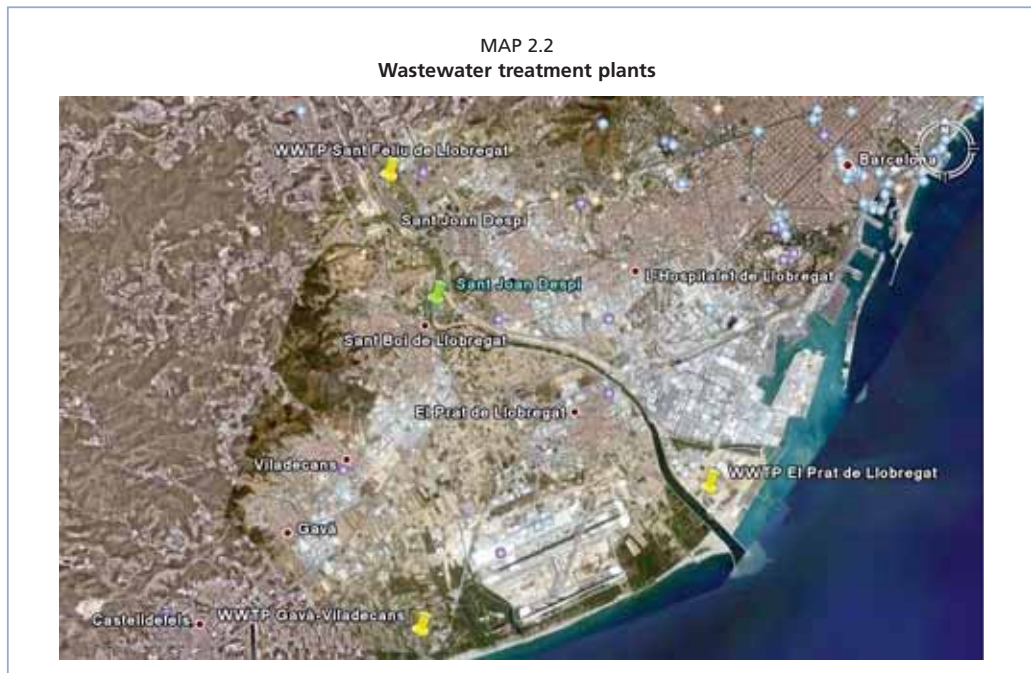 MAP 2.2
Wastewater treatment plants
WWTP Sant Feliu de Llobregat
Barcelona
Sant Joan Despí
L'Hospitalet de Llobregat
Sant Joan Despí
Sant Boi de Llobregat
El Prat de Llobregat
Viladecans
WWTP El Prat de Llobregat
Gavà
Castelldefels
WWTP Gavà-Viladecans